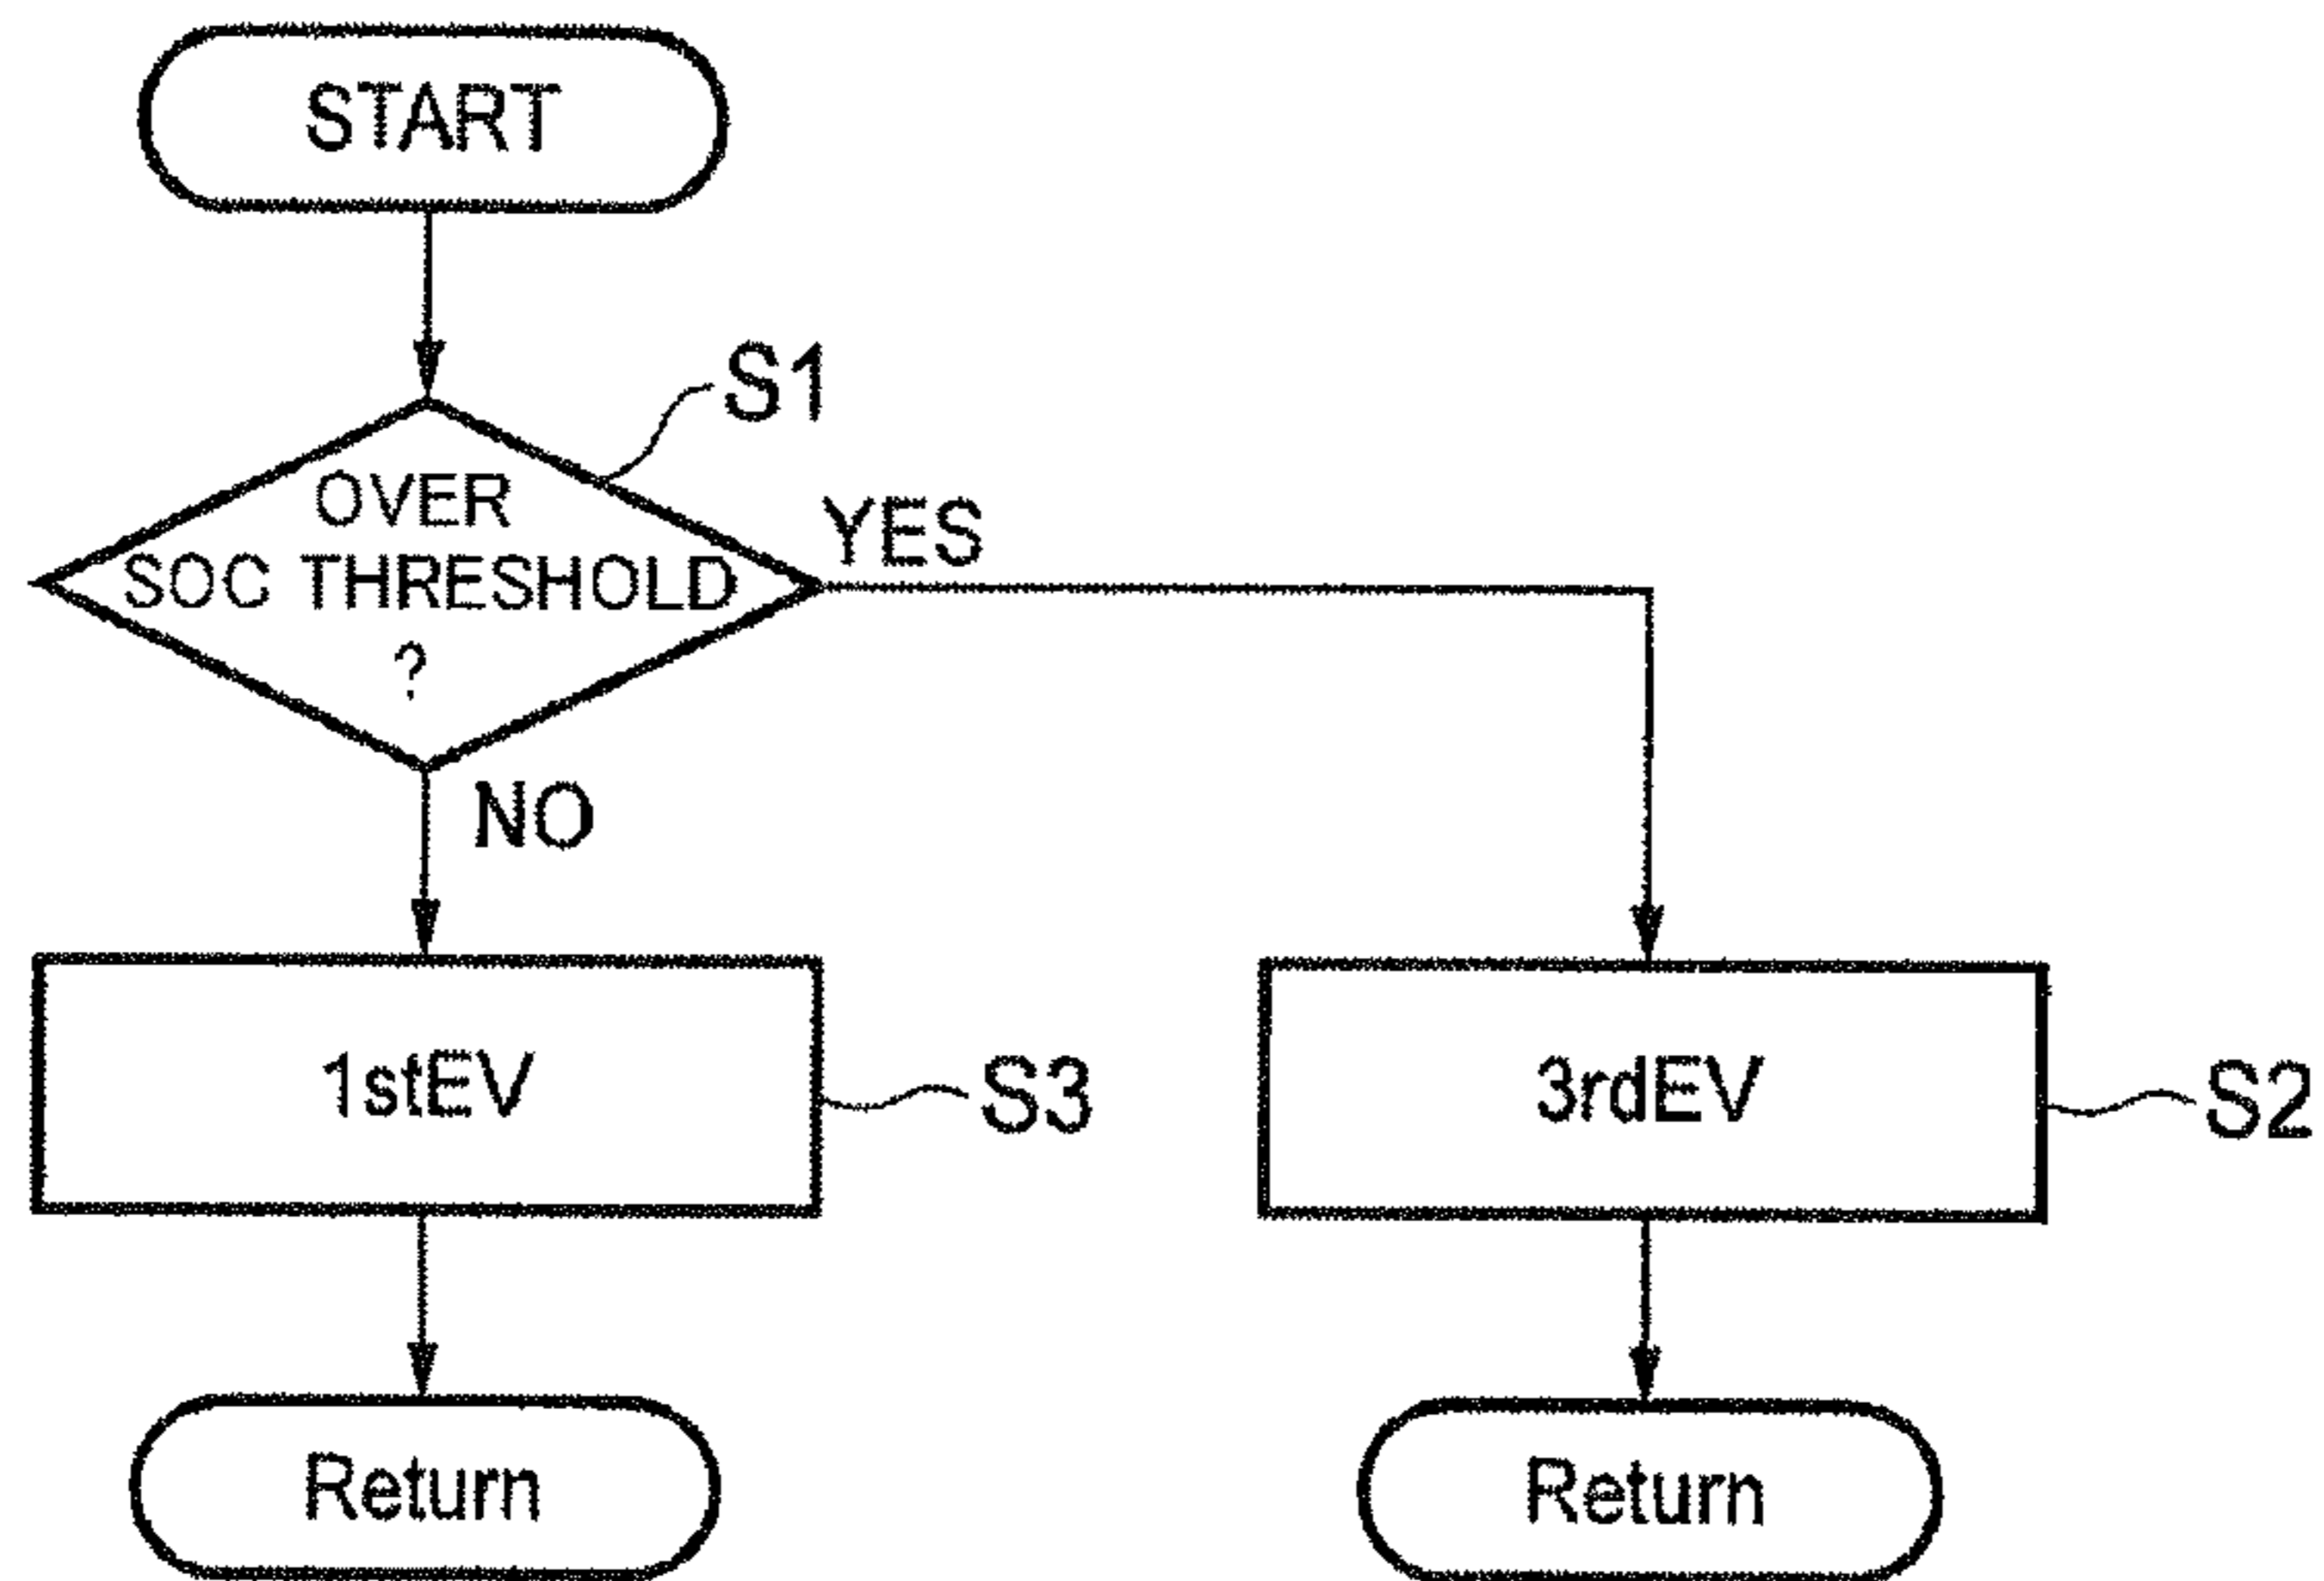 START
S1
OVER
SOC THRESHOLD
?
YES
NO
1stEV
S3
3rdEV
S2
Return
Return